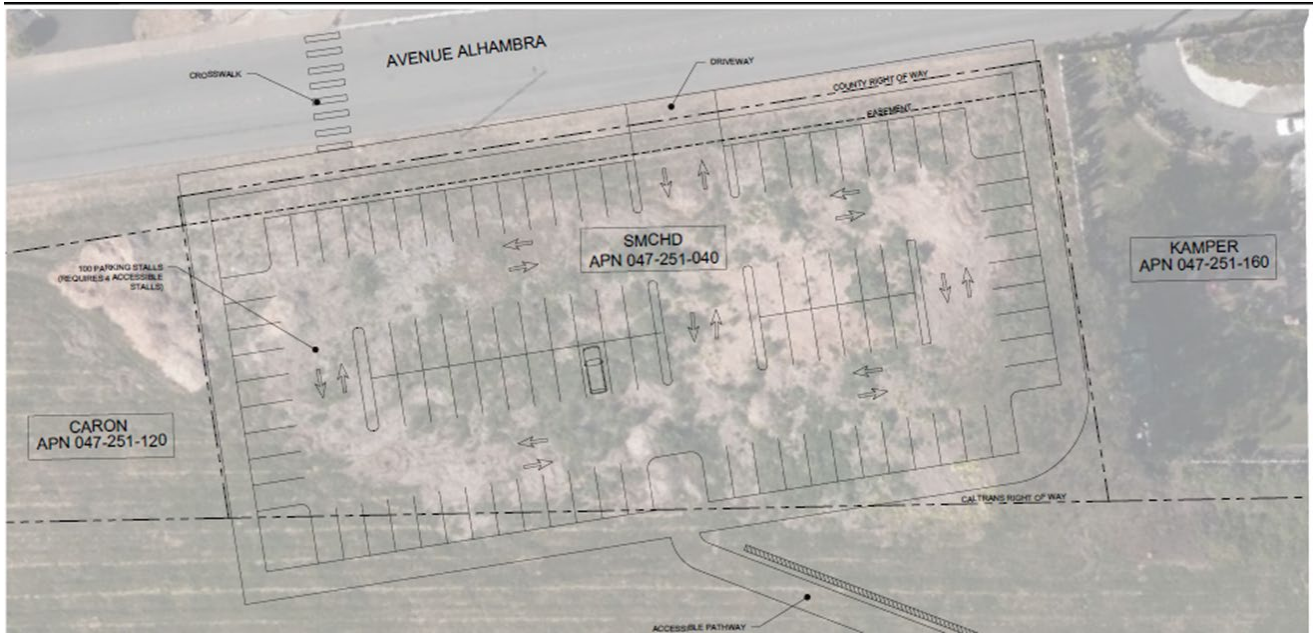 AVENUE ALHAMBRA
CROSSWALK
DRIVEWAY
COUNTY RIGHT OF WAY
EASEMENT
SMCHD
APN 047-251-040
KAMPER
APN 047-251-160
100 PARKING STALLS
(REQUIRES 4 ACCESSIBLE
STALLS)
CARON
APN 047-251-120
CALTRANS RIGHT OF WAY
ACCESSIBLE PATHWAY